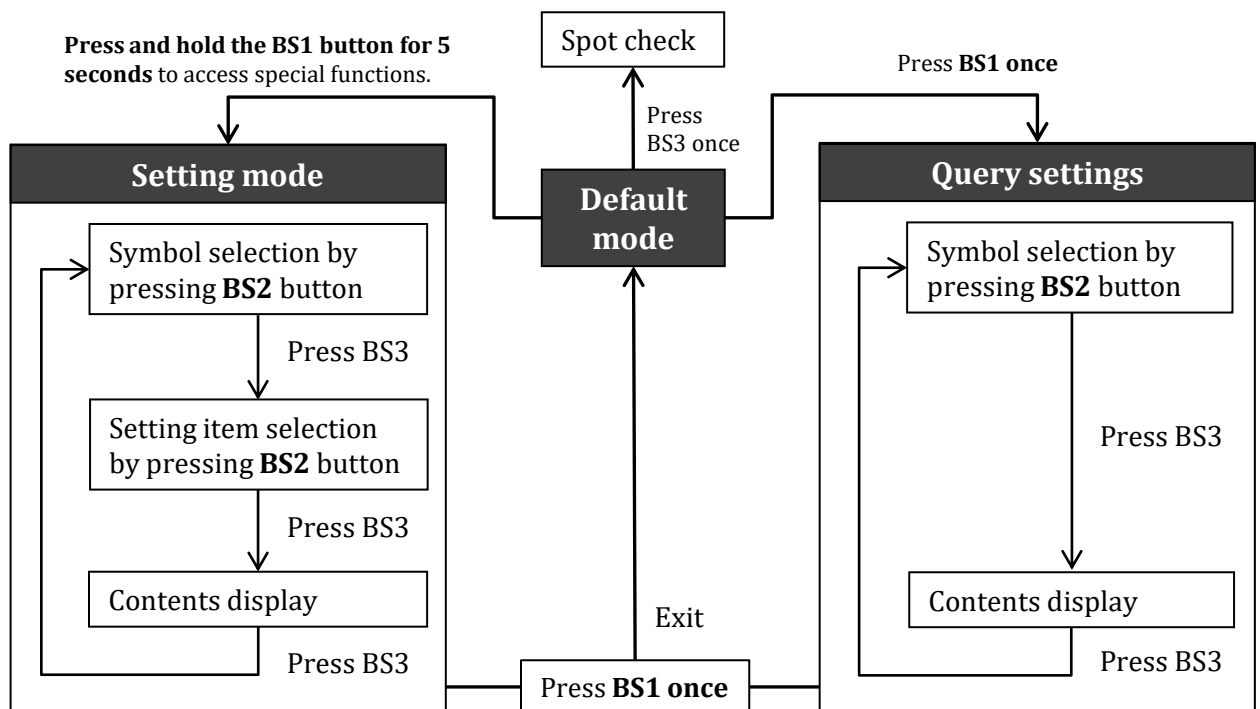 Press and hold the BS1 button for 5
seconds to access special functions.
Spot check
Press BS1 once
Press
BS3 once
Setting mode
Symbol selection by
pressing BS2 button
Press BS3
Setting item selection
by pressing BS2 button
Press BS3
Contents display
Press BS3
Default
mode
Exit
Press BS1 once
Query settings
Symbol selection by
pressing BS2 button
Press BS3
Contents display
Press BS3